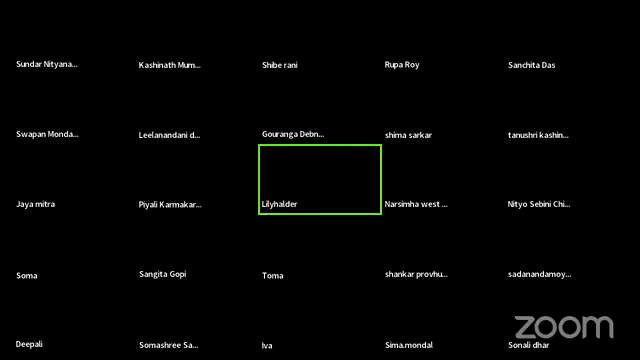 Sundar Nityana... Kashinath Mum... Shibe rani Rupa Roy Sanchita Das
Swapan Monda... Leelanandani d... Gouranga Debn... shima sarkar tanushri kashin...
Jaya mitra Piyali Karmakar... Lilyhalder Narsimha west ... Nityo Sebini Chi...
Soma Sangita Gopi Toma shankar provhu... sadanandamoy...
zoom
Deepali Somashree Sa... Iva Sima.mondal Sonali dhar